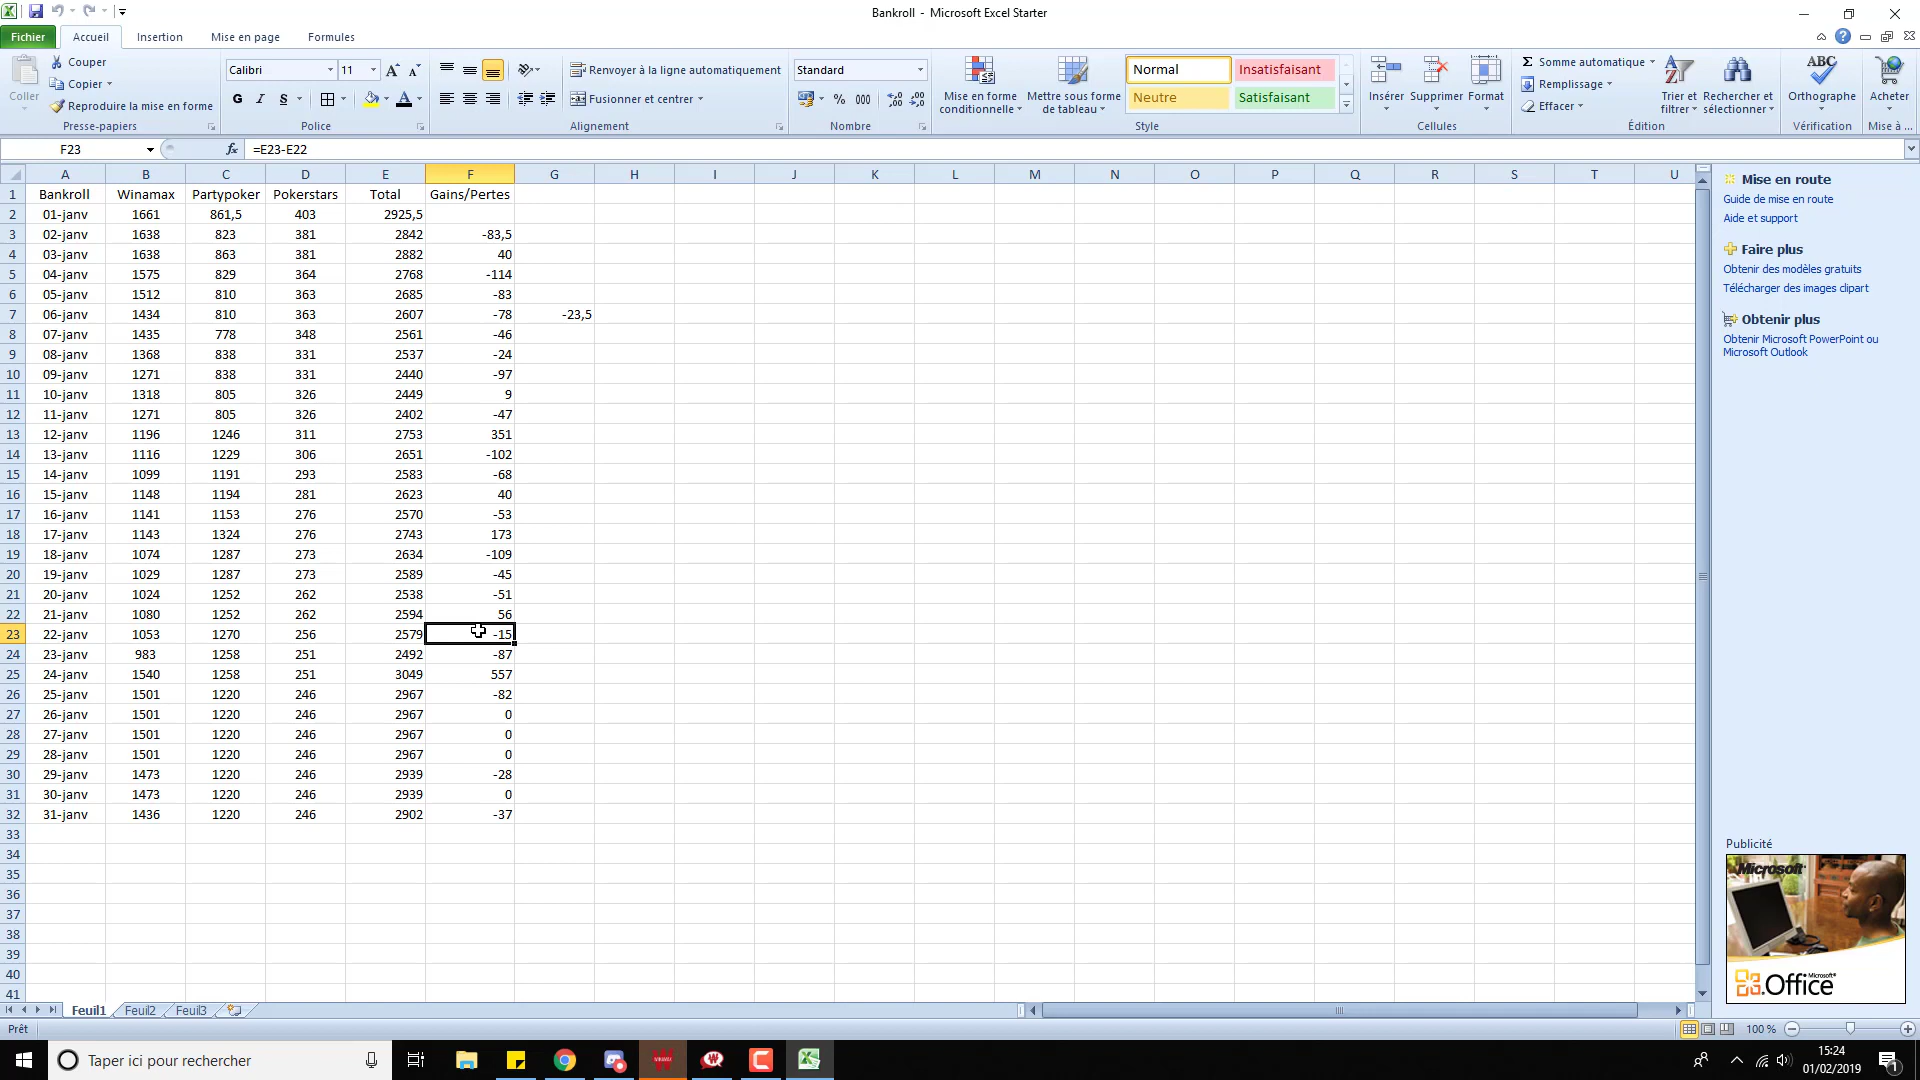 Bankroll - Microsoft Excel Starter
Fichier Accueil Insertion Mise en page Formules
Coller
Couper
Copier
Reproduire la mise en forme
Presse-papiers
Calibri 11
G I S
Police
Renvoyer à la ligne automatiquement
Fusionner et centrer
Alignement
Standard
% 000
Nombre
Mise en forme conditionnelle
Mettre sous forme de tableau
Normal Insatisfaisant
Neutre Satisfaisant
Style
Insérer Supprimer Format
Cellules
Σ Somme automatique
Remplissage
Effacer
Trier et filtrer
Rechercher et sélectionner
Édition
Orthographe
Vérification
Acheter
Mise à ...
F23 fx =E23-E22
A B C D E F G H I J K L M N O P Q R S T U
1 Bankroll Winamax Partypoker Pokerstars Total Gains/Pertes
2 01-janv 1661 861,5 403 2925,5
3 02-janv 1638 823 381 2842 -83,5
4 03-janv 1638 863 381 2882 40
5 04-janv 1575 829 364 2768 -114
6 05-janv 1512 810 363 2685 -83
7 06-janv 1434 810 363 2607 -78 -23,5
8 07-janv 1435 778 348 2561 -46
9 08-janv 1368 838 331 2537 -24
10 09-janv 1271 838 331 2440 -97
11 10-janv 1318 805 326 2449 9
12 11-janv 1271 805 326 2402 -47
13 12-janv 1196 1246 311 2753 351
14 13-janv 1116 1229 306 2651 -102
15 14-janv 1099 1191 293 2583 -68
16 15-janv 1148 1194 281 2623 40
17 16-janv 1141 1153 276 2570 -53
18 17-janv 1143 1324 276 2743 173
19 18-janv 1074 1287 273 2634 -109
20 19-janv 1029 1287 273 2589 -45
21 20-janv 1024 1252 262 2538 -51
22 21-janv 1080 1252 262 2594 56
23 22-janv 1053 1270 256 2579 -15
24 23-janv 983 1258 251 2492 -87
25 24-janv 1540 1258 251 3049 557
26 25-janv 1501 1220 246 2967 -82
27 26-janv 1501 1220 246 2967 0
28 27-janv 1501 1220 246 2967 0
29 28-janv 1501 1220 246 2967 0
30 29-janv 1473 1220 246 2939 -28
31 30-janv 1473 1220 246 2939 0
32 31-janv 1436 1220 246 2902 -37
33
34
35
36
37
38
39
40
41
Mise en route
Guide de mise en route
Aide et support
Faire plus
Obtenir des modèles gratuits
Télécharger des images clipart
Obtenir plus
Obtenir Microsoft PowerPoint ou
Microsoft Outlook
Publicité
Microsoft
Microsoft
Office
Feuil1 Feuil2 Feuil3
Prêt
100 %
Taper ici pour rechercher
15:24
01/02/2019